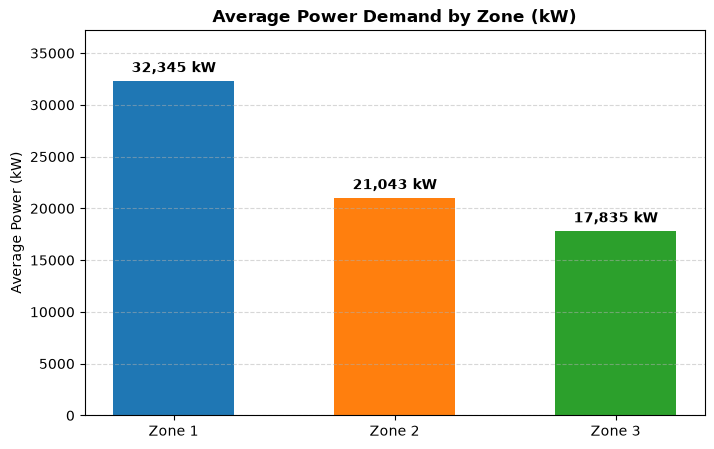 Average Power Demand by Zone (kW)
Average Power (kW)
35000
30000
25000
20000
15000
10000
5000
0
32,345 kW
21,043 kW
17,835 kW
Zone 1
Zone 2
Zone 3